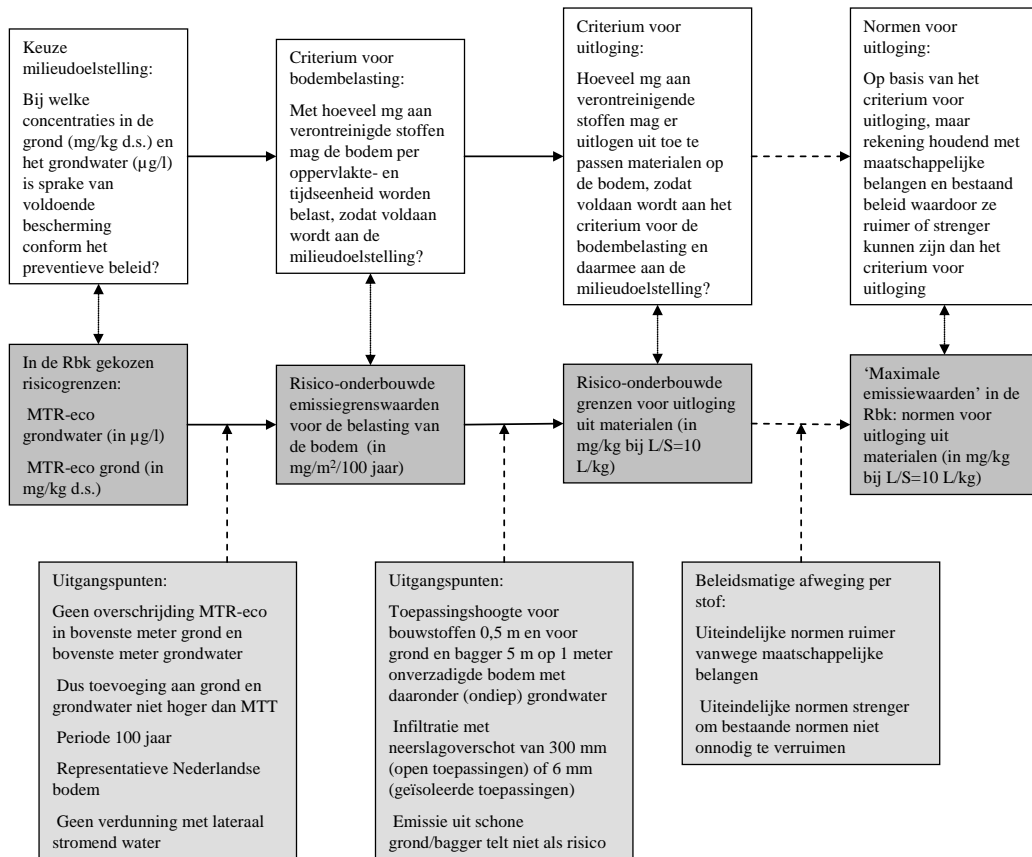 Keuze
milieudoelstelling:
Bij welke
concentraties in de
grond (mg/kg d.s.) en
het grondwater (µg/l)
is sprake van
voldoende
bescherming
conform het
preventieve beleid?
Criterium voor
bodembelasting:
Met hoeveel mg aan
verontreinigde stoffen
mag de bodem per
oppervlakte- en
tijdseenheid worden
belast, zodat voldaan
wordt aan de
milieudoelstelling?
Criterium voor
uitloging:
Hoeveel mg aan
verontreinigende
stoffen mag er
uitlogen uit toe te
passen materialen op
de bodem, zodat
voldaan wordt aan het
criterium voor de
bodembelasting en
daarmee aan de
milieudoelstelling?
Normen voor
uitloging:
Op basis van het
criterium voor
uitloging, maar
rekening houdend met
maatschappelijke
belangen en bestaand
beleid waardoor ze
ruimer of strenger
kunnen zijn dan het
criterium voor
uitloging
In de Rbk gekozen
risicogrenzen:
MTR-eco
grondwater (in µg/l)
MTR-eco grond (in
mg/kg d.s.)
Risico-onderbouwde
emissiegrenswaarden
voor de belasting van
de bodem (in
mg/m²/100 jaar)
Risico-onderbouwde
grenzen voor uitloging
uit materialen (in
mg/kg bij L/S=10
L/kg)
‘Maximale
emissiewaarden’ in de
Rbk: normen voor
uitloging uit
materialen (in mg/kg
bij L/S=10 L/kg)
Uitgangspunten:
Geen overschrijding MTR-eco
in bovenste meter grond en
bovenste meter grondwater
Dus toevoeging aan grond en
grondwater niet hoger dan MTT
Periode 100 jaar
Representatieve Nederlandse
bodem
Geen verdunning met lateraal
stromend water
Uitgangspunten:
Toepassingshoogte voor
bouwstoffen 0,5 m en voor
grond en bagger 5 m op 1 meter
onverzadigde bodem met
daaronder (ondiep) grondwater
Infiltratie met
neerslagoverschot van 300 mm
(open toepassingen) of 6 mm
(geïsoleerde toepassingen)
Emissie uit schone
grond/bagger telt niet als risico
Beleidsmatige afweging per
stof:
Uiteindelijke normen ruimer
vanwege maatschappelijke
belangen
Uiteindelijke normen strenger
om bestaande normen niet
onnodig te verruimen